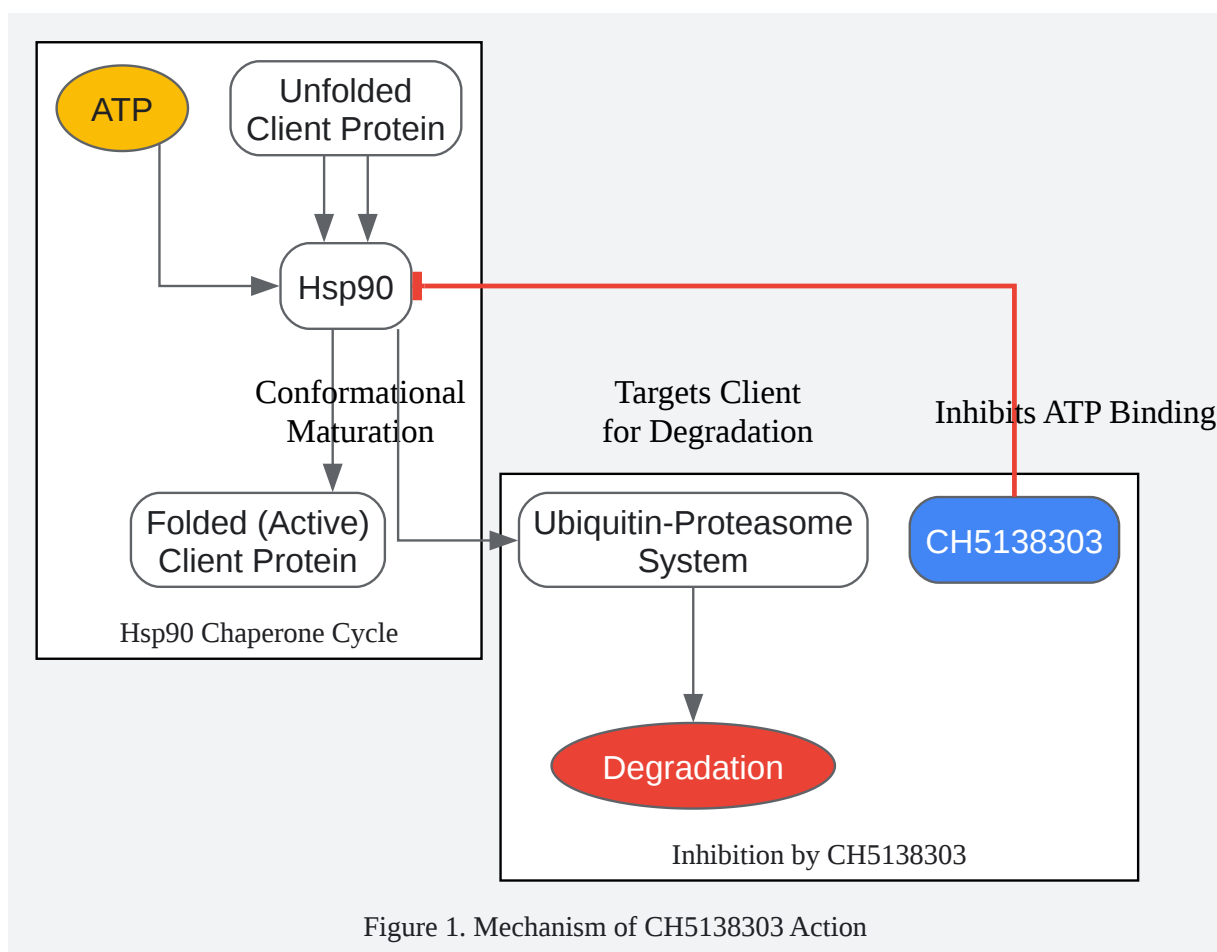 ATP
Unfolded
Client Protein
Hsp90
Conformational
Maturation
Targets Client
for Degradation
Inhibits ATP Binding
Folded (Active)
Client Protein
Ubiquitin-Proteasome
System
CH5138303
Hsp90 Chaperone Cycle
Degradation
Inhibition by CH5138303
Figure 1. Mechanism of CH5138303 Action